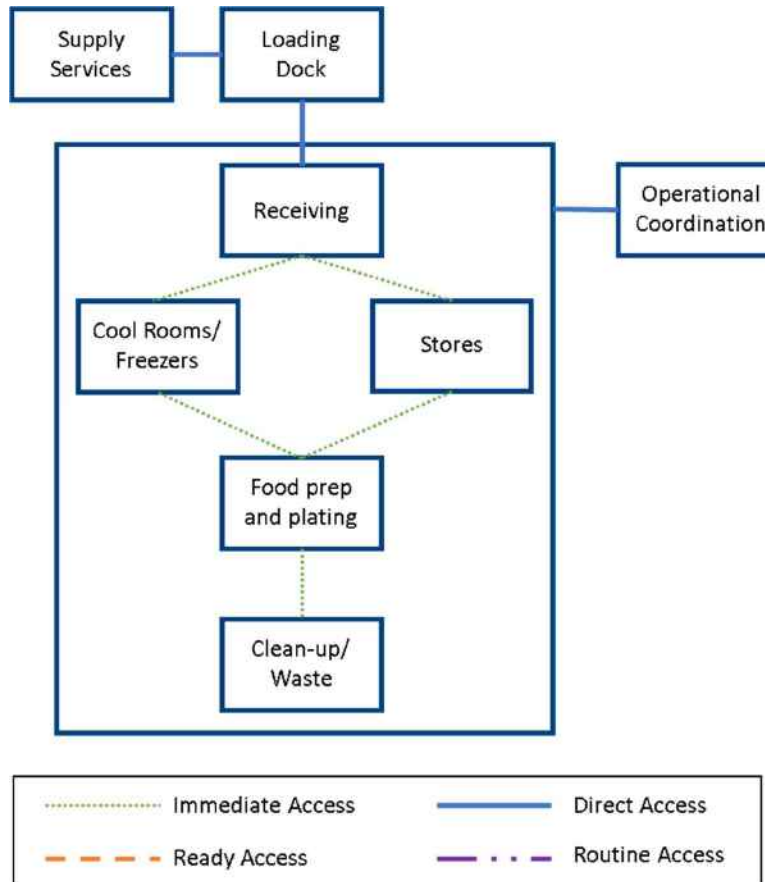 Supply
Services
Loading
Dock
Receiving
Operational
Coordination
Cool Rooms/
Freezers
Stores
Food prep
and plating
Clean-up/
Waste
Immediate Access
Direct Access
Ready Access
Routine Access